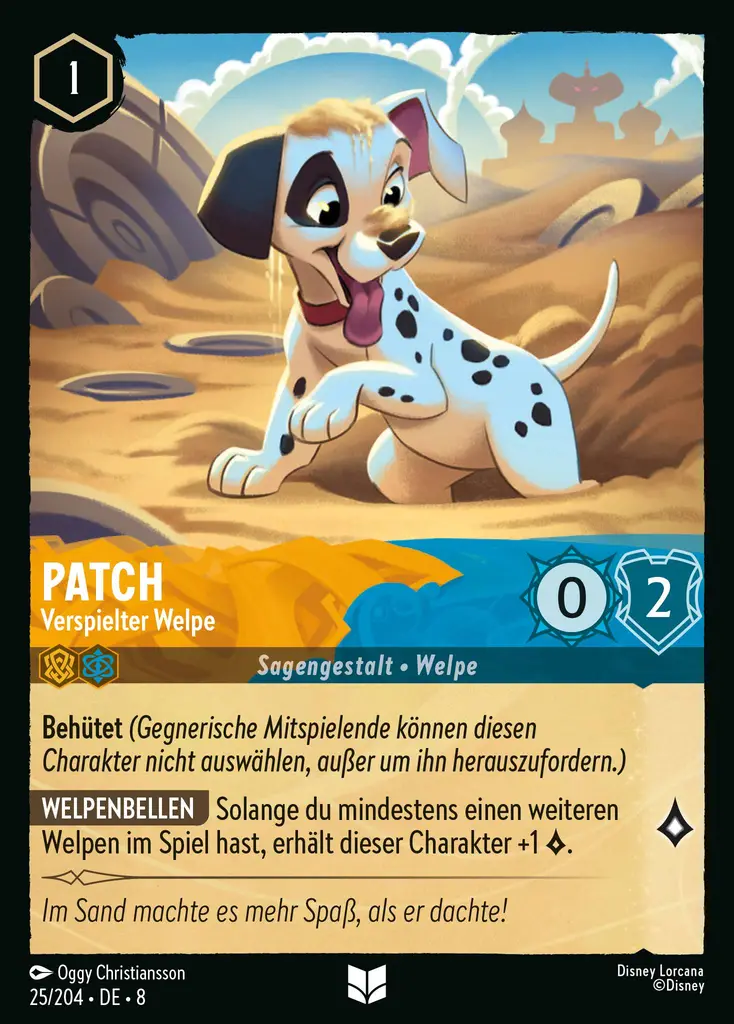 1
PATCH
Verspielter Welpe
0
2
Sagengestalt • Welpe
Behütet (Gegnerische Mitspielende können diesen
Charakter nicht auswählen, außer um ihn herauszufordern.)
WELPENBELLEN Solange du mindestens einen weiteren
Welpen im Spiel hast, erhält dieser Charakter +1 .
Im Sand machte es mehr Spaß, als er dachte!
Oggy Christiansson
25/204 • DE • 8
Disney Lorcana
©Disney